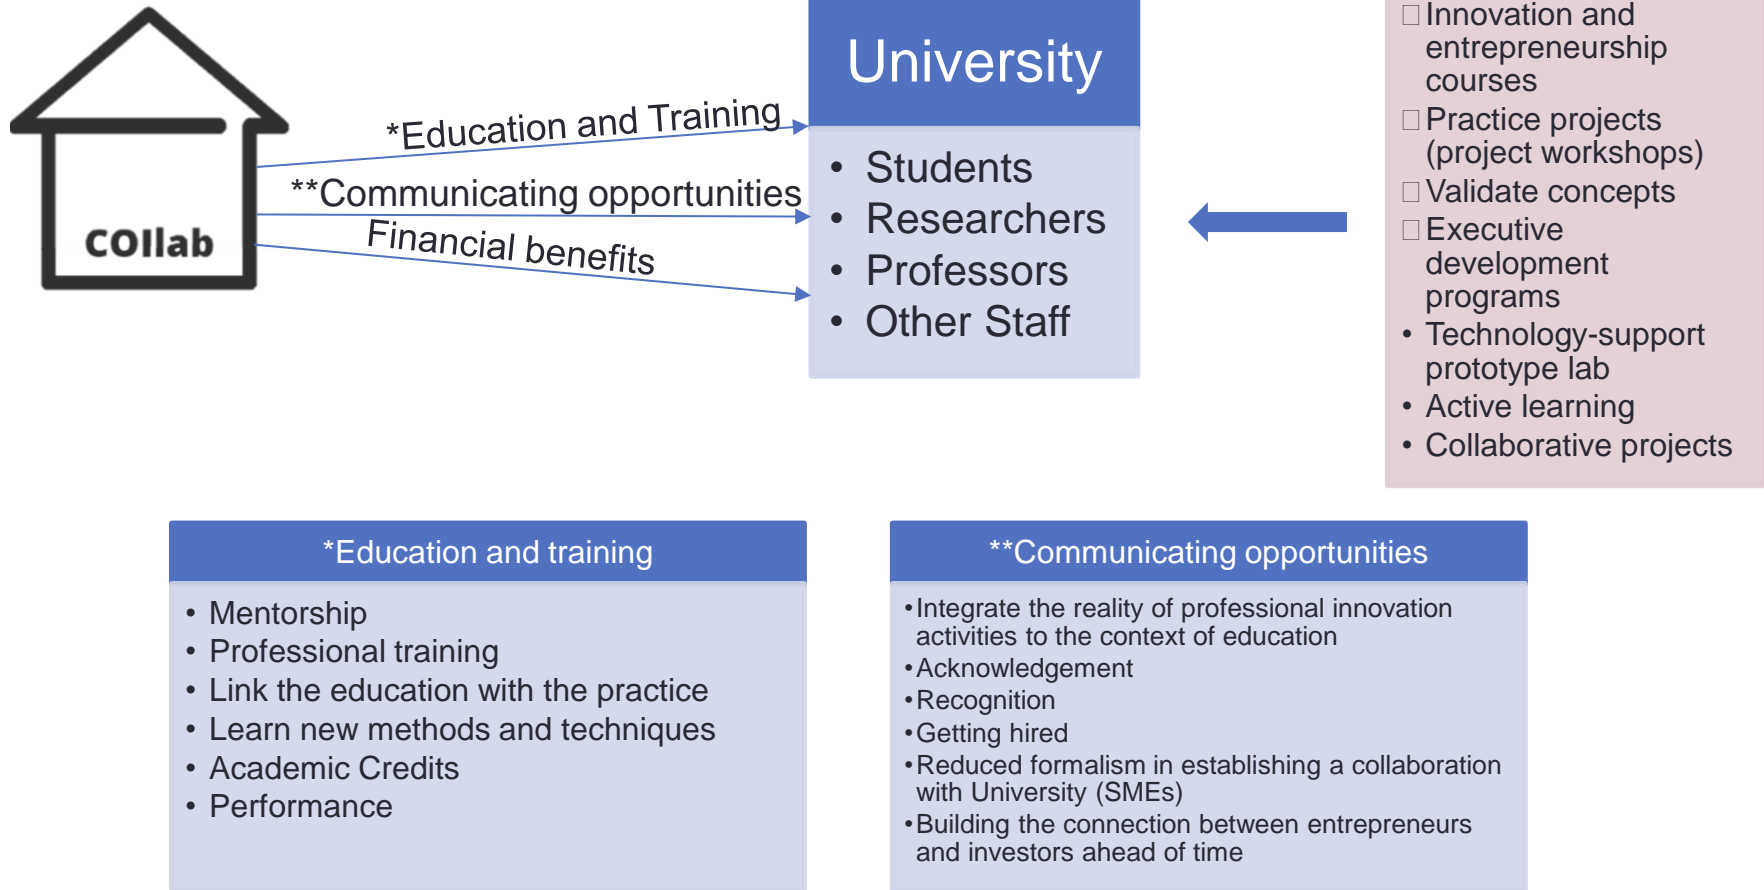 COIlab
*Education and Training
**Communicating opportunities
Financial benefits
University
• Students
• Researchers
• Professors
• Other Staff
□ Innovation and
entrepreneurship
courses
□ Practice projects
(project workshops)
□ Validate concepts
□ Executive
development
programs
• Technology-support
prototype lab
• Active learning
• Collaborative projects
*Education and training
• Mentorship
• Professional training
• Link the education with the practice
• Learn new methods and techniques
• Academic Credits
• Performance
**Communicating opportunities
• Integrate the reality of professional innovation
activities to the context of education
• Acknowledgement
• Recognition
• Getting hired
• Reduced formalism in establishing a collaboration
with University (SMEs)
• Building the connection between entrepreneurs
and investors ahead of time